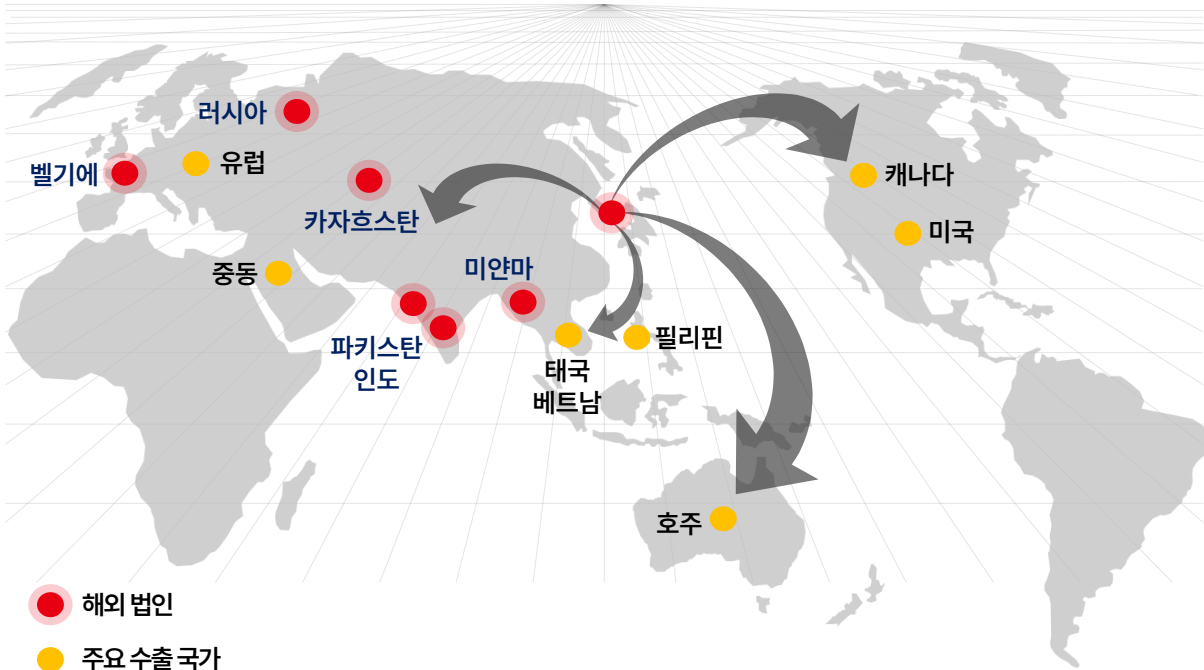 러시아
벨기에
유럽
캐나다
카자흐스탄
미국
중동
미얀마
파키스탄
인도
필리핀
태국
베트남
호주
해외 법인
주요 수출 국가